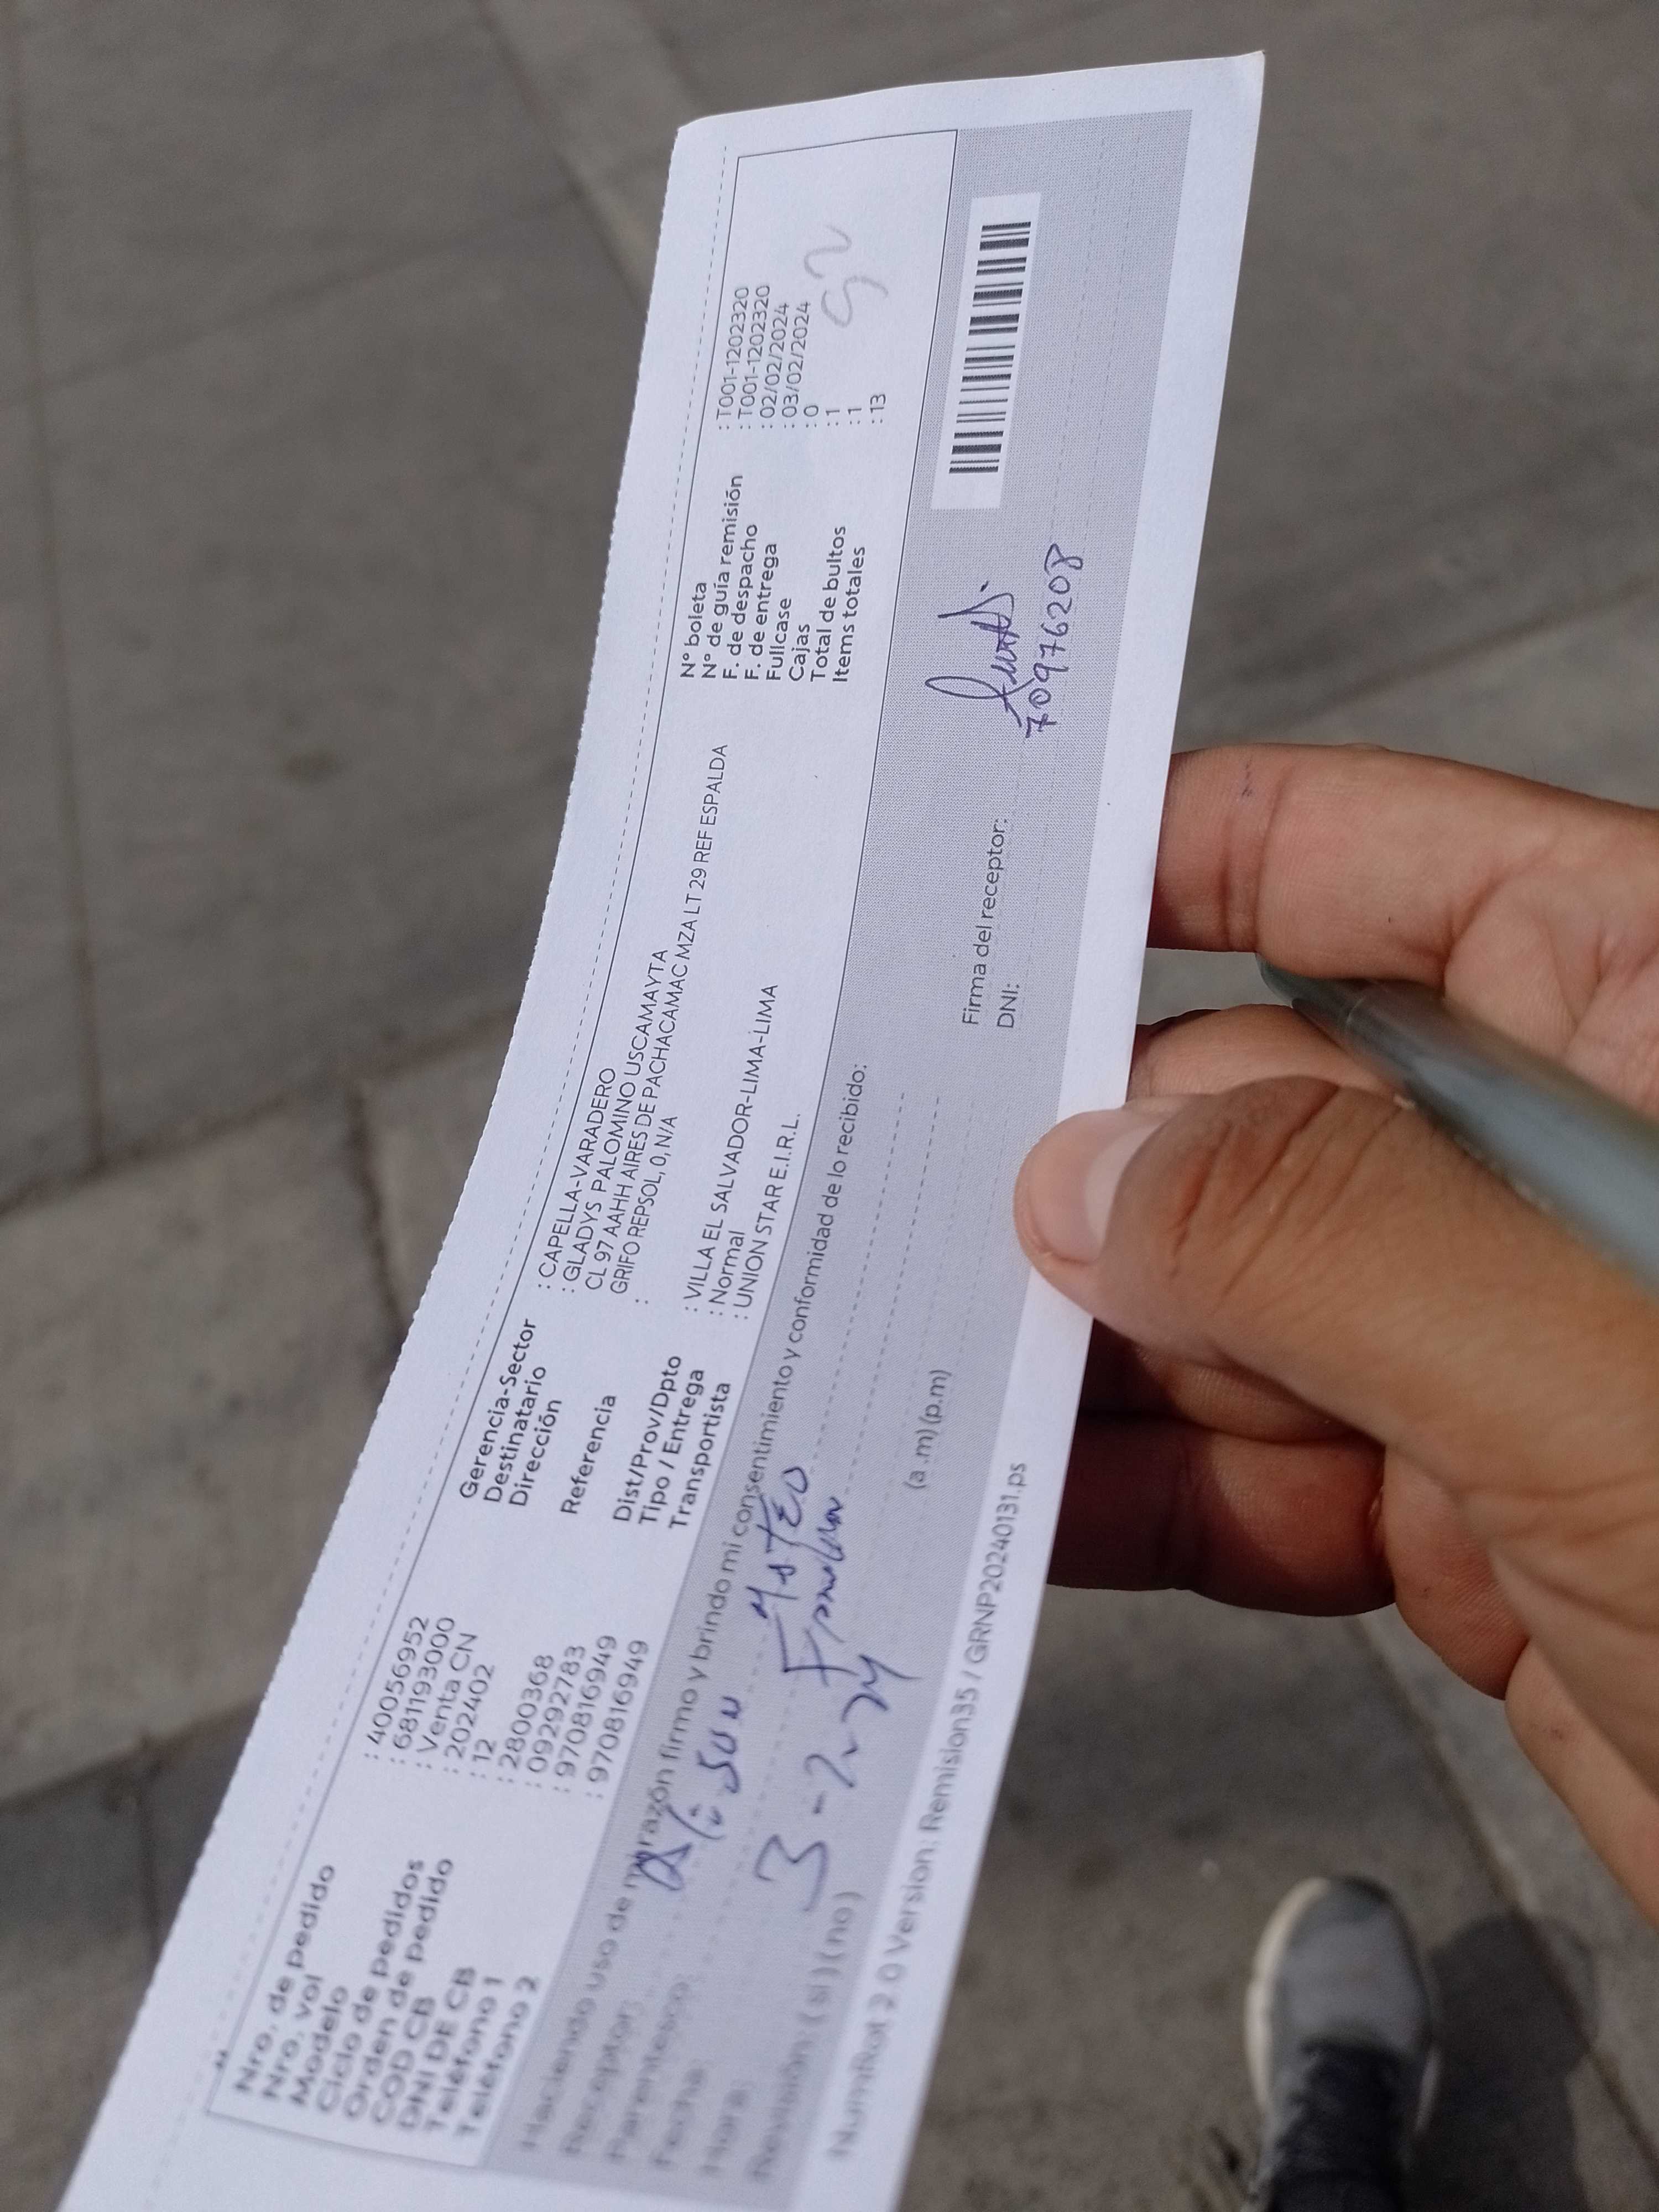 Nro. de pedido : 40056952
Nro. vol : 681193000
Modelo : Venta CN
Ciclo de pedidos : 202402
Orden de pedido : 12
COD CB : 2800368
DNI DE CB : 09292783
Teléfono 1 : 970816949
Teléfono 2 : 970816949
Gerencia-Sector : CAPELLA-VARADERO
Destinatario : GLADYS PALOMINO USCAMAYTA
Dirección CL 97 AAHH AIRES DE PACHACAMAC MZA LT 29 REF ESPALDA
GRIFO REPSOL, 0, N/A
Referencia :
Dist/Prov/Dpto : VILLA EL SALVADOR-LIMA-LIMA
Tipo / Entrega : Normal
Transportista : UNION STAR E.I.R.L.
N° boleta : T001-1202320
N° de guía remisión : T001-1202320
F. de despacho : 02/02/2024
F. de entrega : 03/02/2024
Fullcase : 0
Cajas : 1
Total de bultos : 1
Items totales : 13
Haciendo uso de mi razón firmo y brindo mi consentimiento y conformidad de lo recibido:
Receptor:
Parentesco:
Fecha: 3-2-24
Hora: (a.m) (p.m)
Revisión: (si) (no)
Firma del receptor:
DNI: 70976208
NumRot 2.0 Version: Remision35 / GRNP20240131.ps